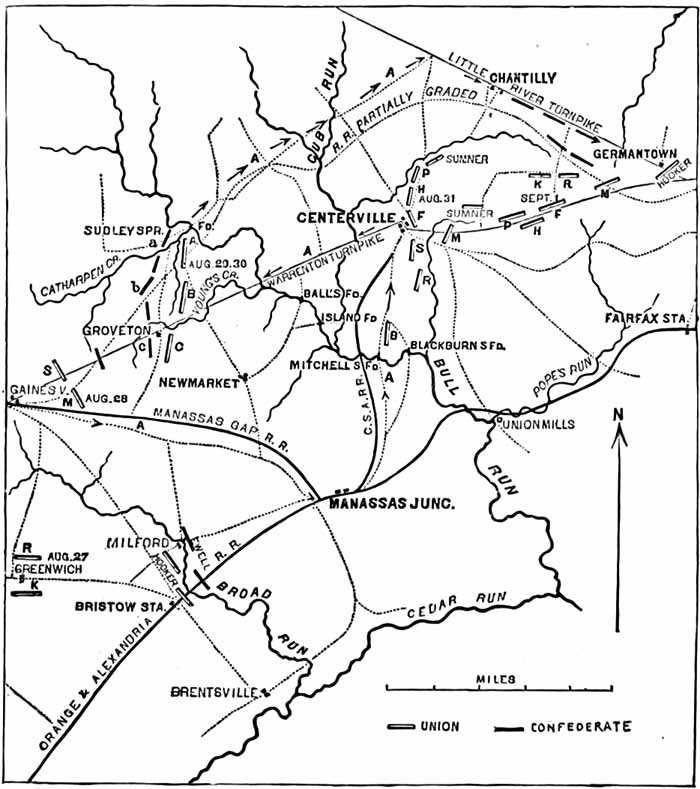 LITTLE RIVER TURNPIKE
CHANTILLY
CUB RUN
R.R. PARTIALLY GRADED
A
A
GERMANTOWN
HOOKER
SUMNER
P
H
AUG. 31
F
K
R
SEPT. 1
M
SUMNER
P
F
H
CENTERVILLE
S
M
R
SUDLEY SPR.
FD.
a
A
CATHARPEN CR.
AUG. 29.30
YOUNG'S CR.
b
B
A
WARRENTON TURNPIKE
BALL'S FD.
ISLAND FD
B
FAIRFAX STA.
GROVETON
C
C
BLACKBURN'S FD.
MITCHELL'S FD.
NEWMARKET
S
BULL RUN
POPE'S RUN
GAINES V.
M
AUG. 28
A
C.S.A.R.R.
MANASSAS GAP R.R.
A
UNION MILLS
N
MANASSAS JUNC.
MILFORD
EWELL
HOOKER
R
AUG. 27
GREENWICH
K
BRISTOW STA.
BROAD RUN
CEDAR RUN
ORANGE & ALEXANDRIA R.R.
BRENTSVILLE
MILES
UNION
CONFEDERATE